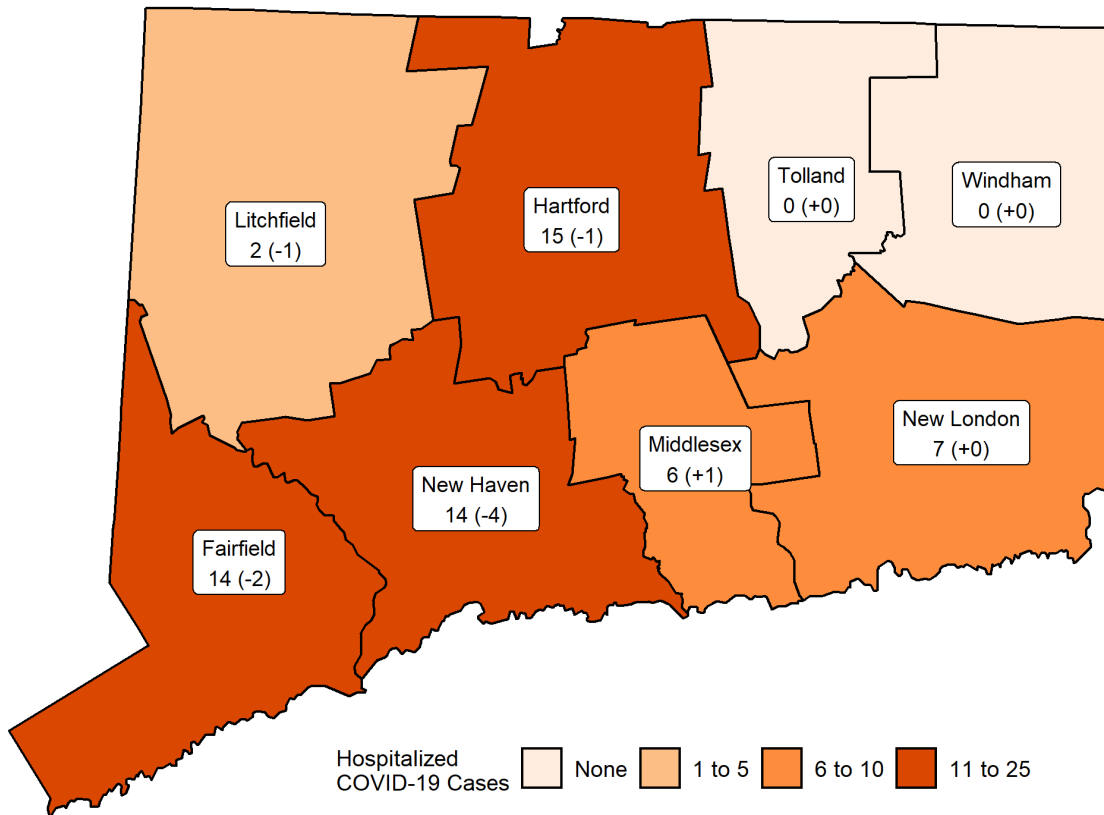 Tolland
0 (+0)
Windham
0 (+0)
Litchfield
2 (-1)
Hartford
15 (-1)
New London
7 (+0)
Middlesex
6 (+1)
New Haven
14 (-4)
Fairfield
14 (-2)
Hospitalized
COVID-19 Cases
None
1 to 5
6 to 10
11 to 25